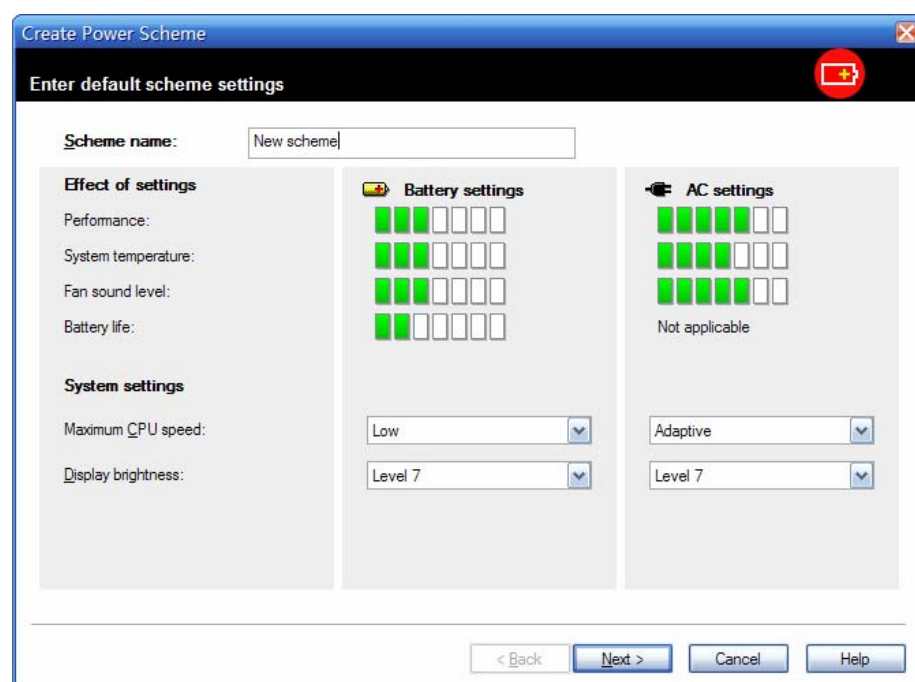 Create Power Scheme
Enter default scheme settings
Scheme name: New scheme
Effect of settings Battery settings AC settings
Performance:
System temperature:
Fan sound level:
Battery life: Not applicable
System settings
Maximum CPU speed: Low Adaptive
Display brightness: Level 7 Level 7
< Back Next > Cancel Help